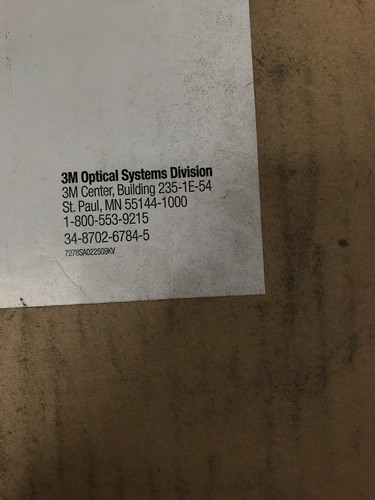 3M Optical Systems Division
3M Center, Building 235-1E-54
St. Paul, MN 55144-1000
1-800-553-9215
34-8702-6784-5
7278SA022509KV